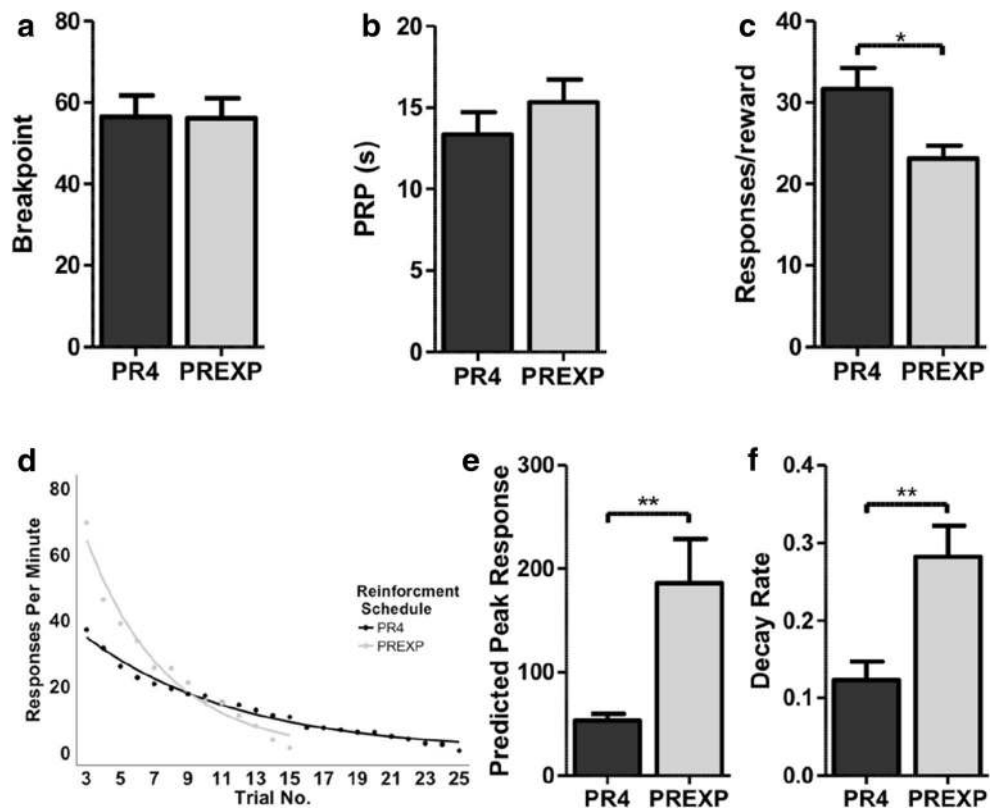 a
80
60
40
20
0
Breakpoint
PR4 PREXP
b
20
15
10
5
0
PRP (s)
PR4 PREXP
c
40
30
20
10
0
Responses/reward
*
PR4 PREXP
d
80
60
40
20
0
Responses Per Minute
3 5 7 9 11 13 15 17 19 21 23 25
Trial No.
Reinforcment
Schedule
PR4
PREXP
e
300
200
100
0
Predicted Peak Response
**
PR4 PREXP
f
0.4
0.3
0.2
0.1
0.0
Decay Rate
**
PR4 PREXP